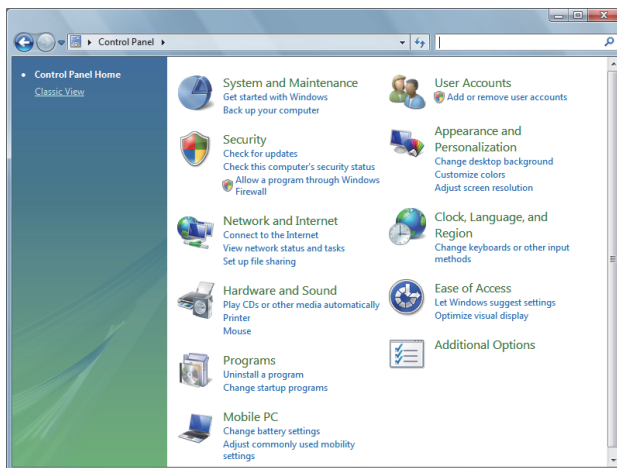 Control Panel
Control Panel Home
Classic View
System and Maintenance
Get started with Windows
Back up your computer
Security
Check for updates
Check this computer's security status
Allow a program through Windows
Firewall
Network and Internet
Connect to the Internet
View network status and tasks
Set up file sharing
Hardware and Sound
Play CDs or other media automatically
Printer
Mouse
Programs
Uninstall a program
Change startup programs
Mobile PC
Change battery settings
Adjust commonly used mobility
settings
User Accounts
Add or remove user accounts
Appearance and
Personalization
Change desktop background
Customize colors
Adjust screen resolution
Clock, Language, and
Region
Change keyboards or other input
methods
Ease of Access
Let Windows suggest settings
Optimize visual display
Additional Options